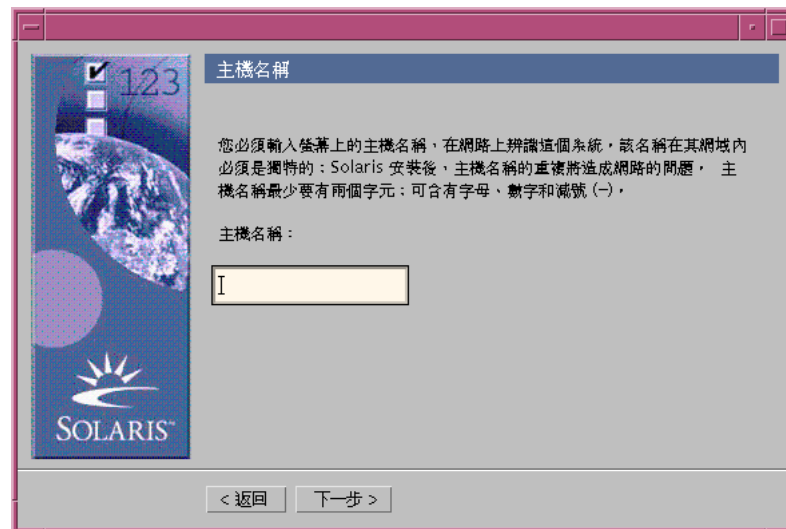 123
主機名稱
您必須輸入螢幕上的主機名稱，在網路上辨識這個系統，該名稱在其網域內
必須是獨特的；Solaris 安裝後，主機名稱的重複將造成網路的問題， 主
機名稱最少要有兩個字元；可含有字母、數字和減號 (—)，
主機名稱：
SOLARIS™
< 返回
下一步 >